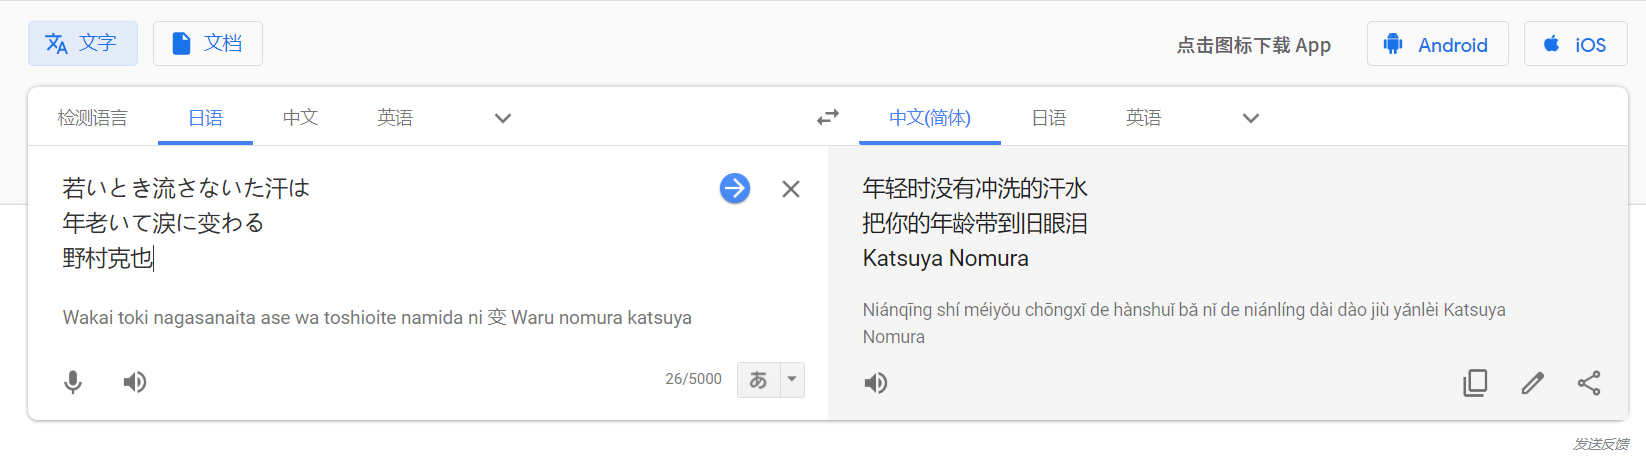 文字
文档
点击图标下载 App
Android
iOS
检测语言
日语
中文
英语
中文(简体)
日语
英语
若いとき流さないた汗は
年老いて淚に变わる
野村克也
Wakai toki nagasanaita ase wa toshioite namida ni 变 Waru nomura katsuya
26/5000
あ
年轻时没有冲洗的汗水
把你的年龄带到旧眼泪
Katsuya Nomura
Niánqīng shí méiyǒu chōngxǐ de hànshuǐ bǎ nǐ de niánlíng dài dào jiù yǎnlèi Katsuya
Nomura
发送反馈